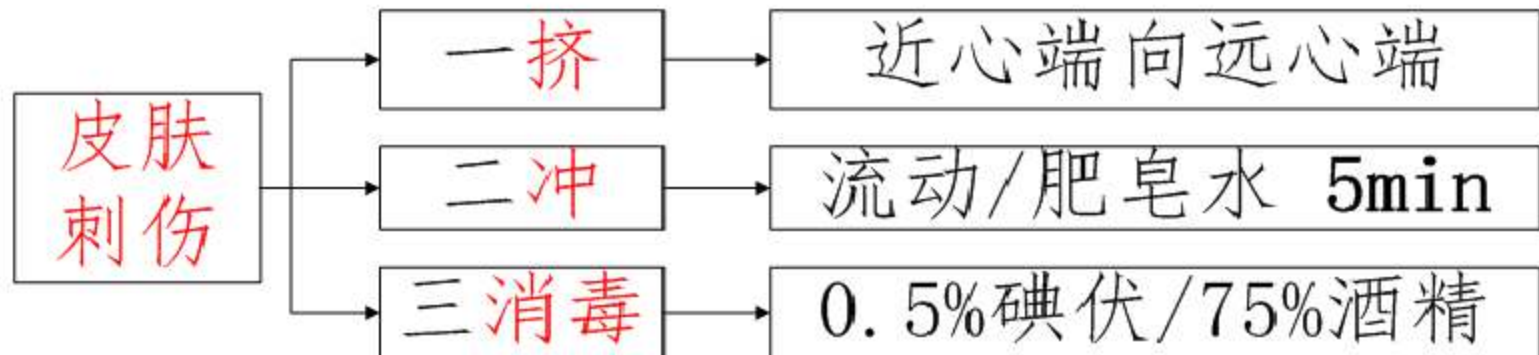 皮肤
刺伤
一挤
近心端向远心端
二冲
流动/肥皂水 5min
三消毒
0.5%碘伏/75%酒精